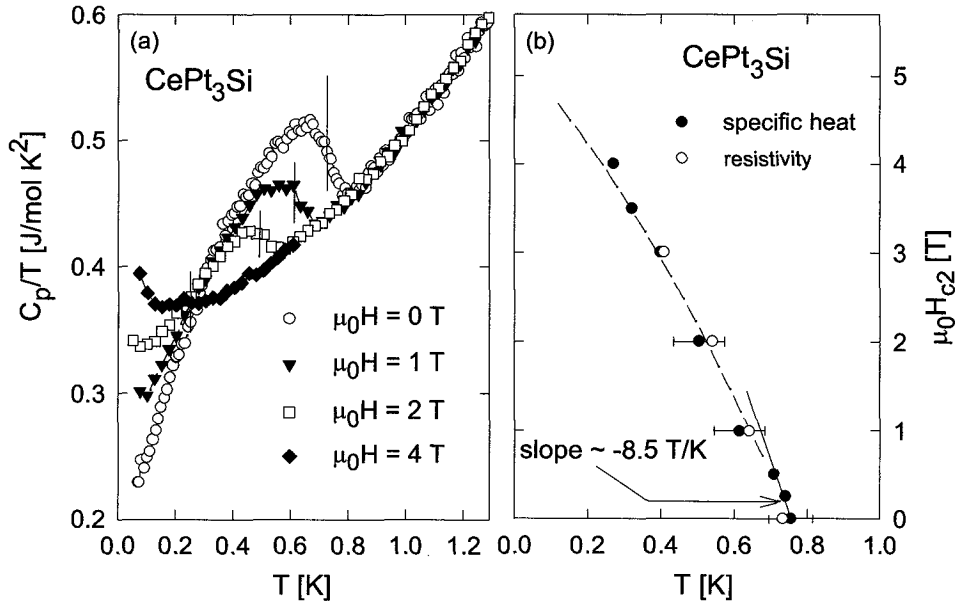 (a)
CePt₃Si
C_p/T [J/mol K²]
0.6
0.5
0.4
0.3
0.2
μ₀H = 0 T
μ₀H = 1 T
μ₀H = 2 T
μ₀H = 4 T
0.0 0.2 0.4 0.6 0.8 1.0 1.2
T [K]
(b)
CePt₃Si
specific heat
resistivity
slope ~ -8.5 T/K
5
4
3
2
1
0
μ₀H_c2 [T]
0.0 0.2 0.4 0.6 0.8 1.0
T [K]